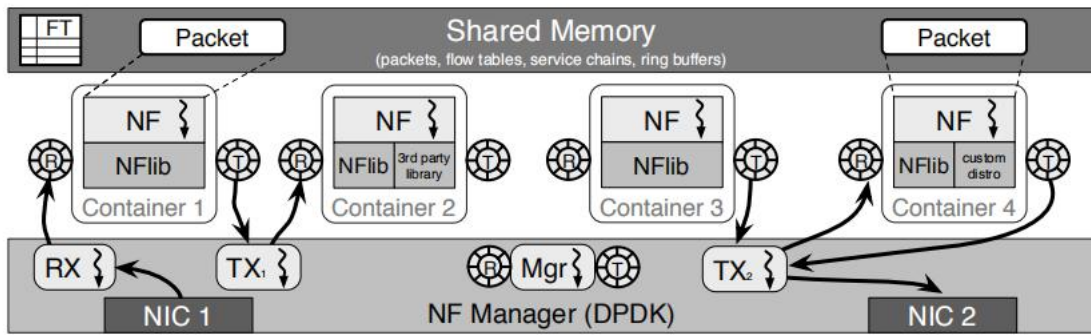 FT
Packet
Shared Memory
(packets, flow tables, service chains, ring buffers)
Packet
R
NF
NFlib
T
Container 1
R
NF
NFlib
3rd party
library
T
Container 2
R
NF
NFlib
T
Container 3
R
NF
NFlib
custom
distro
T
Container 4
RX
TX₁
R
Mgr
T
TX₂
NIC 1
NF Manager (DPDK)
NIC 2